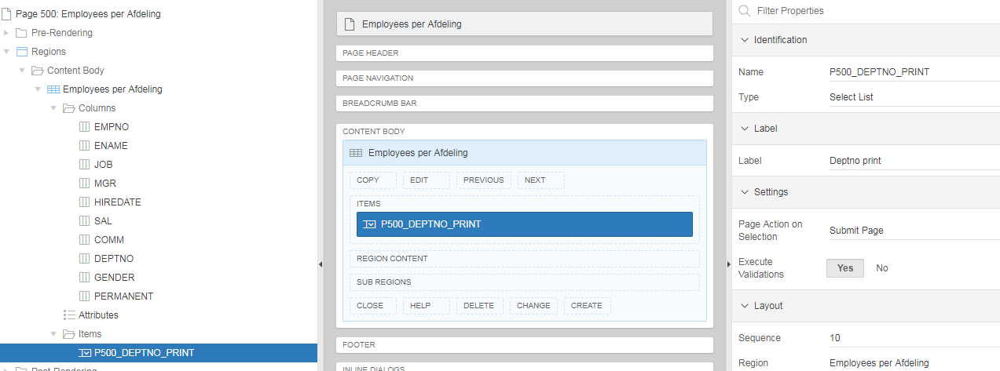 Page 500: Employees per Afdeling
Pre-Rendering
Regions
Content Body
Employees per Afdeling
Columns
EMPNO
ENAME
JOB
MGR
HIREDATE
SAL
COMM
DEPTNO
GENDER
PERMANENT
Attributes
Items
P500_DEPTNO_PRINT
Post-Rendering
Employees per Afdeling
PAGE HEADER
PAGE NAVIGATION
BREADCRUMB BAR
CONTENT BODY
Employees per Afdeling
COPY EDIT PREVIOUS NEXT
ITEMS
P500_DEPTNO_PRINT
REGION CONTENT
SUB REGIONS
CLOSE HELP DELETE CHANGE CREATE
FOOTER
INLINE DIALOGS
Filter Properties
Identification
Name P500_DEPTNO_PRINT
Type Select List
Label
Label Deptno print
Settings
Page Action on
Selection Submit Page
Execute
Validations Yes No
Layout
Sequence 10
Region Employees per Afdeling